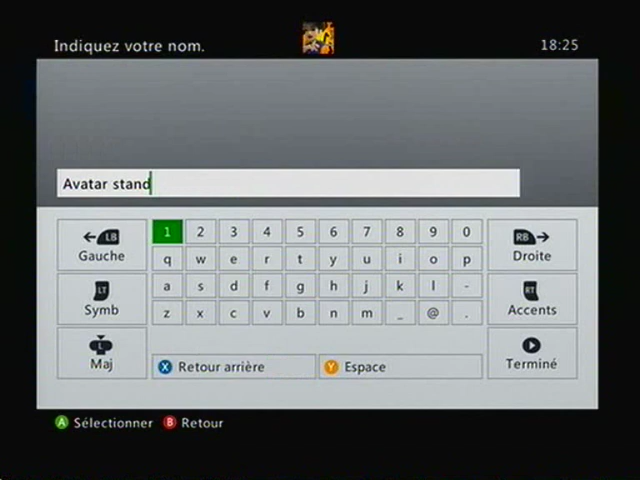 Indiquez votre nom.
18:25
Avatar stand
LB
Gauche
1 2 3 4 5 6 7 8 9 0
RB
Droite
q w e r t y u i o p
LT
Symb
a s d f g h j k l -
RT
Accents
z x c v b n m _ @ .
L
Maj
X Retour arrière
Y Espace
Terminé
A Sélectionner B Retour